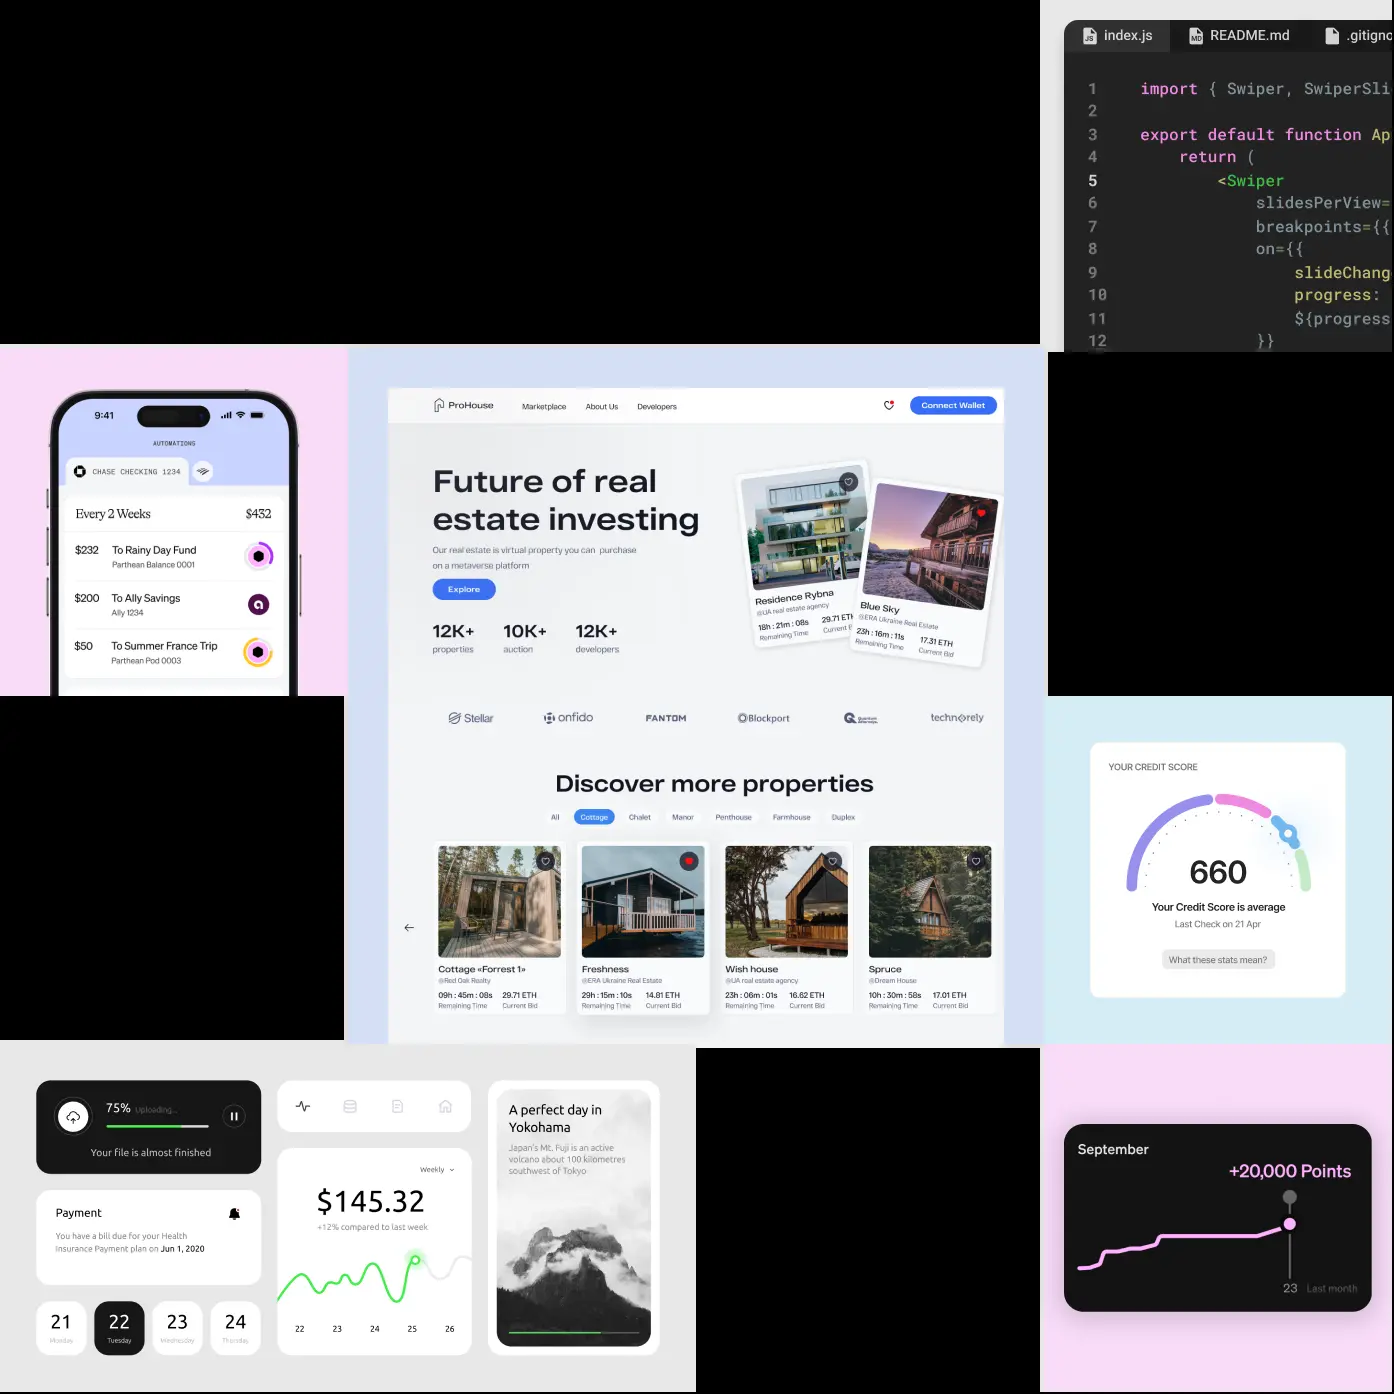 index.js
README.md
.gitigno
1 import { Swiper, SwiperSli
2
3 export default function Ap
4 return (
5 <Swiper
6 slidesPerView=
7 breakpoints={{
8 on={{
9 slideChang
10 progress:
11 ${progress
12 }}
9:41
AUTOMATIONS
CHASE CHECKING 1234
Every 2 Weeks $432
$232 To Rainy Day Fund
Parthean Balance 0001
$200 To Ally Savings
Ally 1234
$50 To Summer France Trip
Parthean Pod 0003
ProHouse
Marketplace
About Us
Developers
Connect Wallet
Future of real
estate investing
Our real estate is virtual property you can purchase
on a metaverse platform
Explore
12K+ 10K+ 12K+
properties auction developers
Residence Rybna
@UA real estate agency
18h : 21m : 08s 29.71 ETH
Remaining Time Current B
Blue Sky
@ERA Ukraine Real Estate
23h : 16m : 11s 17.31 ETH
Remaining Time Current Bid
Stellar
onfido
FANTOM
Blockport
Quantum
technorely
Discover more properties
All Cottage Chalet Manor Penthouse Farmhouse Duplex
Cottage «Forrest 1»
@Red Oak Realty
09h : 45m : 08s 29.71 ETH
Remaining Time Current Bid
Freshness
@ERA Ukraine Real Estate
29h : 15m : 10s 14.81 ETH
Remaining Time Current Bid
Wish house
@UA real estate agency
23h : 06m : 01s 16.62 ETH
Remaining Time Current Bid
Spruce
@Dream House
10h : 30m : 58s 17.01 ETH
Remaining Time Current Bid
YOUR CREDIT SCORE
660
Your Credit Score is average
Last Check on 21 Apr
What these stats mean?
75% Uploading...
Your file is almost finished
Payment
You have a bill due for your Health
Insurance Payment plan on Jun 1, 2020
21 22 23 24
Monday Tuesday Wednesday Thursday
Weekly
$145.32
+12% compared to last week
22 23 24 25 26
A perfect day in
Yokohama
Japan's Mt. Fuji is an active
volcano about 100 kilometres
southwest of Tokyo
September
+20,000 Points
23 Last month